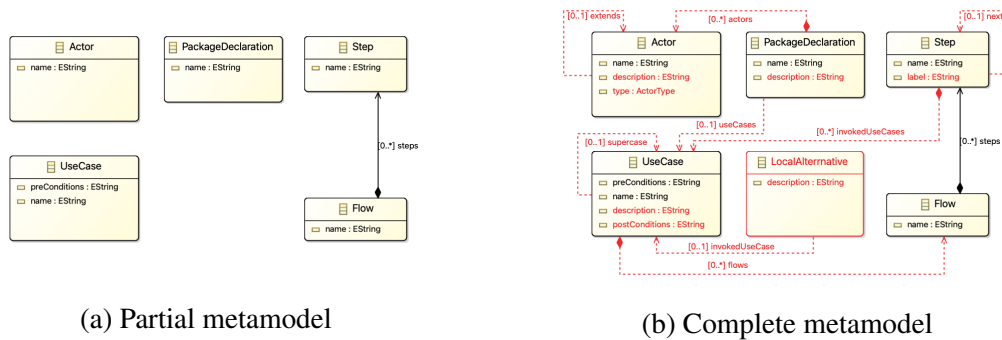 Actor
name : EString
PackageDeclaration
name : EString
Step
name : EString
[0..*] steps
UseCase
preConditions : EString
name : EString
Flow
name : EString
(a) Partial metamodel
[0..1] extends
[0..*] actors
[0..1] next
Actor
name : EString
description : EString
type : ActorType
PackageDeclaration
name : EString
description : EString
Step
name : EString
label : EString
[0..1] useCases
[0..*] invokedUseCases
[0..1] supercase
[0..*] steps
UseCase
preConditions : EString
name : EString
description : EString
postConditions : EString
LocalAlterrnative
description : EString
Flow
name : EString
[0..1] invokedUseCase
[0..*] flows
(b) Complete metamodel